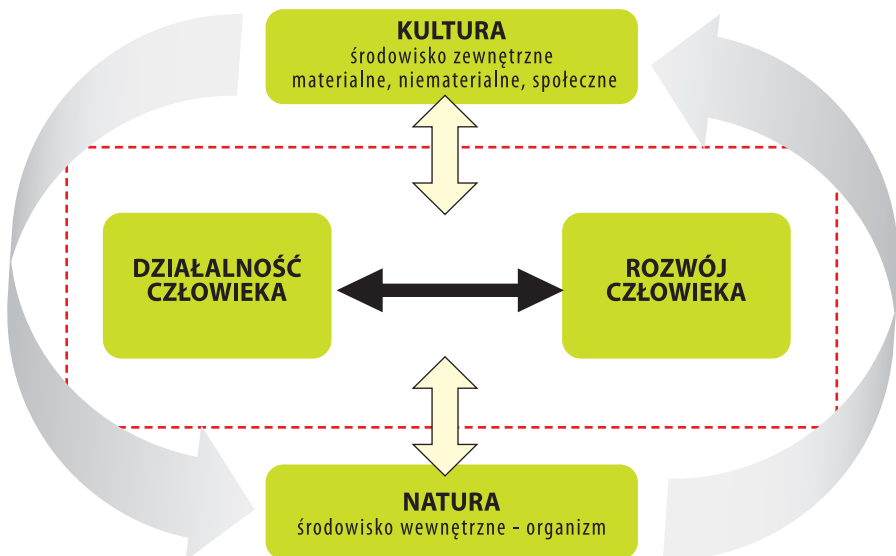 KULTURA
środowisko zewnętrzne
materialne, niematerialne, społeczne
DZIAŁALNOŚĆ
CZŁOWIEKA
ROZWÓJ
CZŁOWIEKA
NATURA
środowisko wewnętrzne - organizm